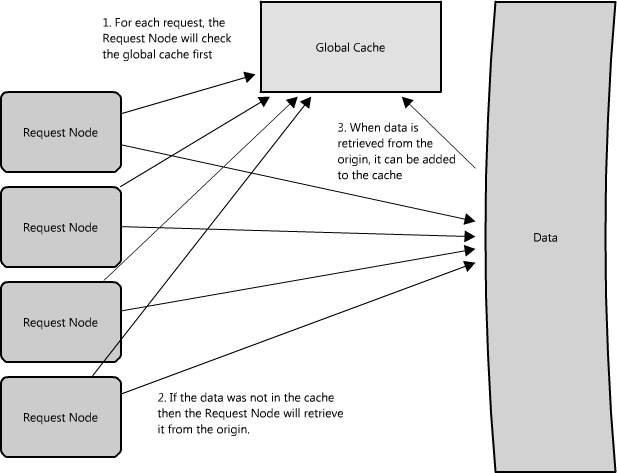 1. For each request, the
Request Node will check
the global cache first
Global Cache
Request Node
3. When data is
retrieved from the
origin, it can be added
to the cache
Request Node
Data
Request Node
Request Node
2. If the data was not in the cache
then the Request Node will retrieve
it from the origin.